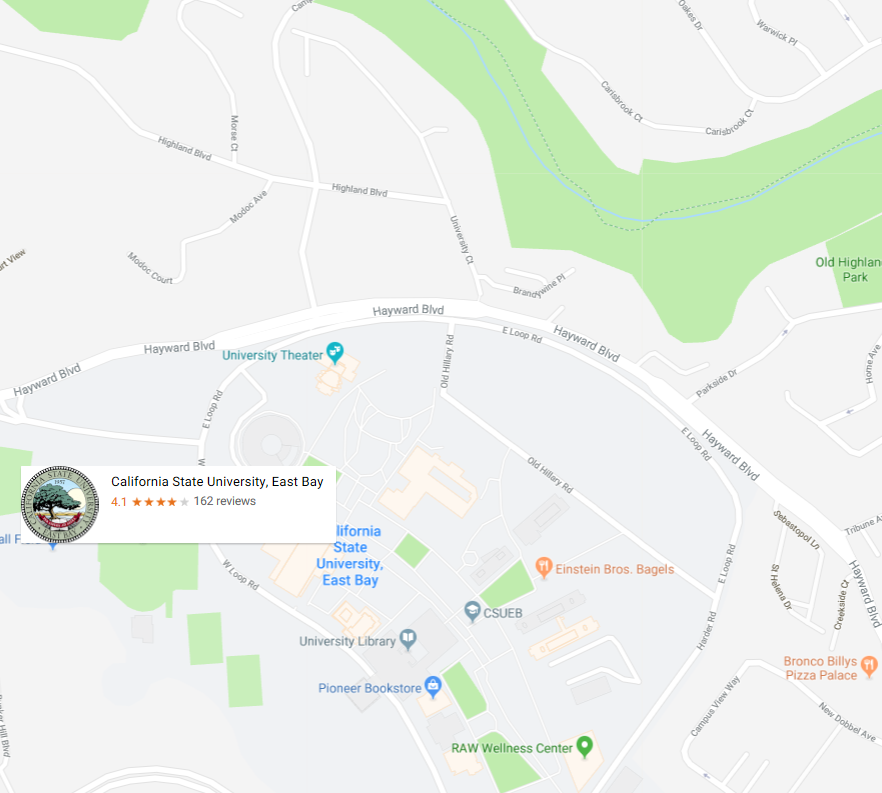 Oakes Dr
Warwick Pl
Carisbrook Ct
Carisbrook Ct
Morse Ct
Highland Blvd
Highland Blvd
Modoc Ave
University Ct
Modoc Court
Brandywine Pl
Old Highlan
Park
Hayward Blvd
Hayward Blvd
Hayward Blvd
Hayward Blvd
E Loop Rd
University Theater
Old Hillary Rd
Home Ave
Parkside Dr
E Loop Rd
E Loop Rd
Hayward Blvd
California State University, East Bay
4.1 ★★★★★ 162 reviews
1957
Old Hillary Rd
lifornia
State
University,
East Bay
Sebastopol Ln
Tribune A
E Loop Rd
Hayward Blvd
St Helena Dr
Creekside Ct
W Loop Rd
Einstein Bros. Bagels
CSUEB
University Library
Harder Rd
Bronco Billys
Pizza Palace
Pioneer Bookstore
Campus View Way
New Dobbel Ave
RAW Wellness Center